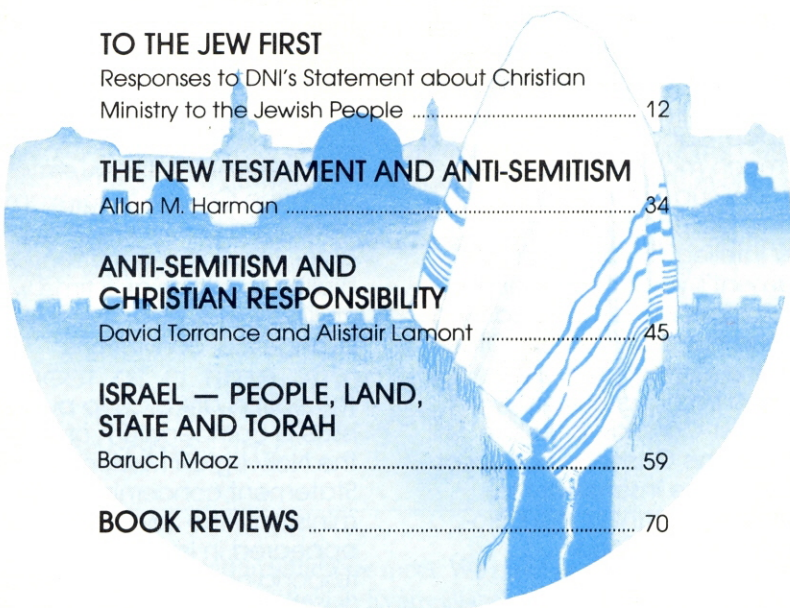 TO THE JEW FIRST
Responses to DNI's Statement about Christian
Ministry to the Jewish People ........................................ 12
THE NEW TESTAMENT AND ANTI-SEMITISM
Allan M. Harman ................................................................ 34
ANTI-SEMITISM AND
CHRISTIAN RESPONSIBILITY
David Torrance and Alistair Lamont ............................ 45
ISRAEL — PEOPLE, LAND,
STATE AND TORAH
Baruch Maoz ....................................................................... 59
BOOK REVIEWS ............................................................ 70